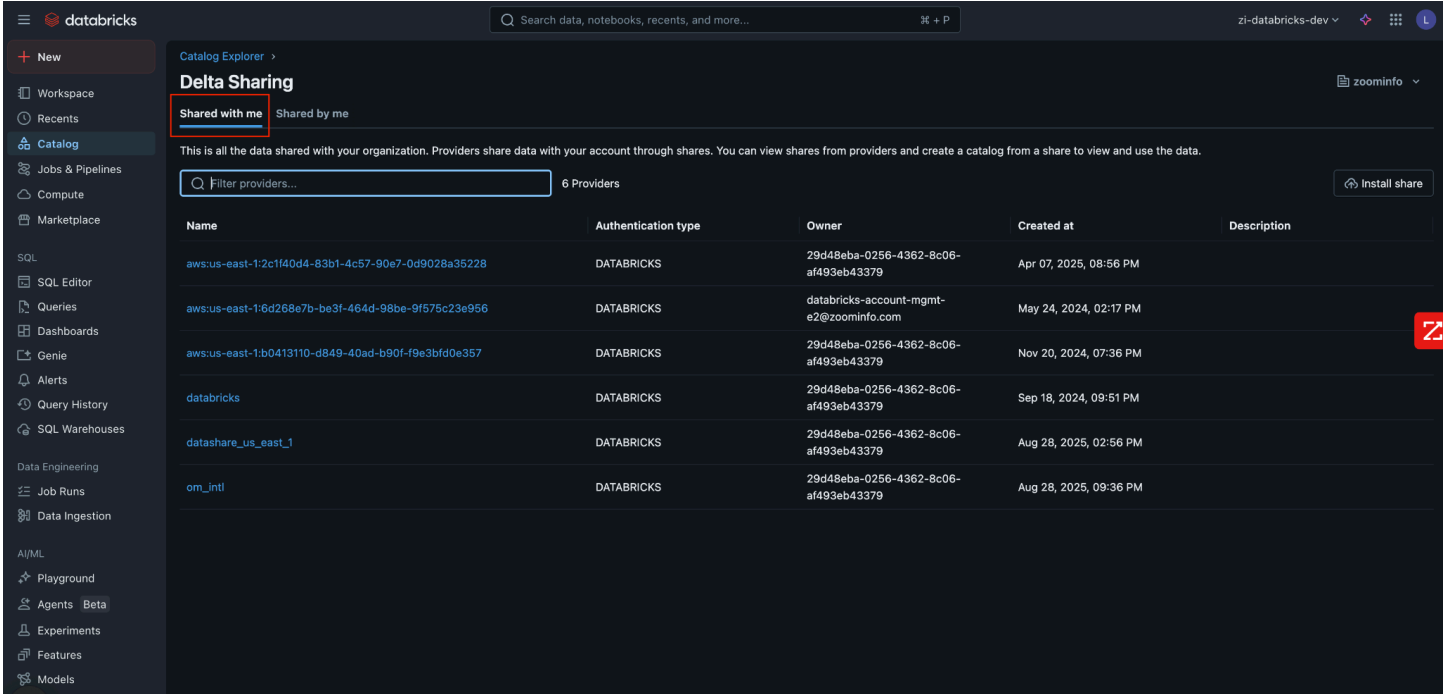 databricks
Search data, notebooks, recents, and more...
⌘ + P
zi-databricks-dev
L
New
Workspace
Recents
Catalog
Jobs & Pipelines
Compute
Marketplace
SQL
SQL Editor
Queries
Dashboards
Genie
Alerts
Query History
SQL Warehouses
Data Engineering
Job Runs
Data Ingestion
AI/ML
Playground
Agents Beta
Experiments
Features
Models
Catalog Explorer ›
Delta Sharing
zoominfo
Shared with me Shared by me
This is all the data shared with your organization. Providers share data with your account through shares. You can view shares from providers and create a catalog from a share to view and use the data.
Filter providers... 6 Providers Install share
Name Authentication type Owner Created at Description
aws:us-east-1:2c1f40d4-83b1-4c57-90e7-0d9028a35228 DATABRICKS 29d48eba-0256-4362-8c06- Apr 07, 2025, 08:56 PM
af493eb43379
aws:us-east-1:6d268e7b-be3f-464d-98be-9f575c23e956 DATABRICKS databricks-account-mgmt- May 24, 2024, 02:17 PM
e2@zoominfo.com
aws:us-east-1:b0413110-d849-40ad-b90f-f9e3bfd0e357 DATABRICKS 29d48eba-0256-4362-8c06- Nov 20, 2024, 07:36 PM
af493eb43379
databricks DATABRICKS 29d48eba-0256-4362-8c06- Sep 18, 2024, 09:51 PM
af493eb43379
datashare_us_east_1 DATABRICKS 29d48eba-0256-4362-8c06- Aug 28, 2025, 02:56 PM
af493eb43379
om_intl DATABRICKS 29d48eba-0256-4362-8c06- Aug 28, 2025, 09:36 PM
af493eb43379